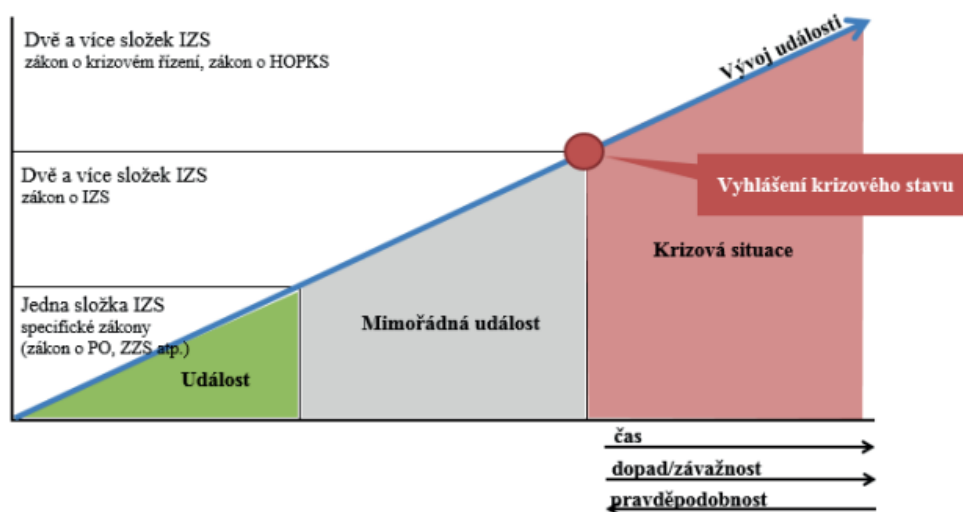 Dvě a více složek IZS
zákon o krizovém řízení, zákon o HOPKS
Vývoj události
Dvě a více složek IZS
zákon o IZS
Vyhlášení krizového stavu
Krizová situace
Jedna složka IZS
specifické zákony
(zákon o PO, ZZS atp.)
Mimořádná událost
Událost
čas
dopad/závažnost
pravděpodobnost